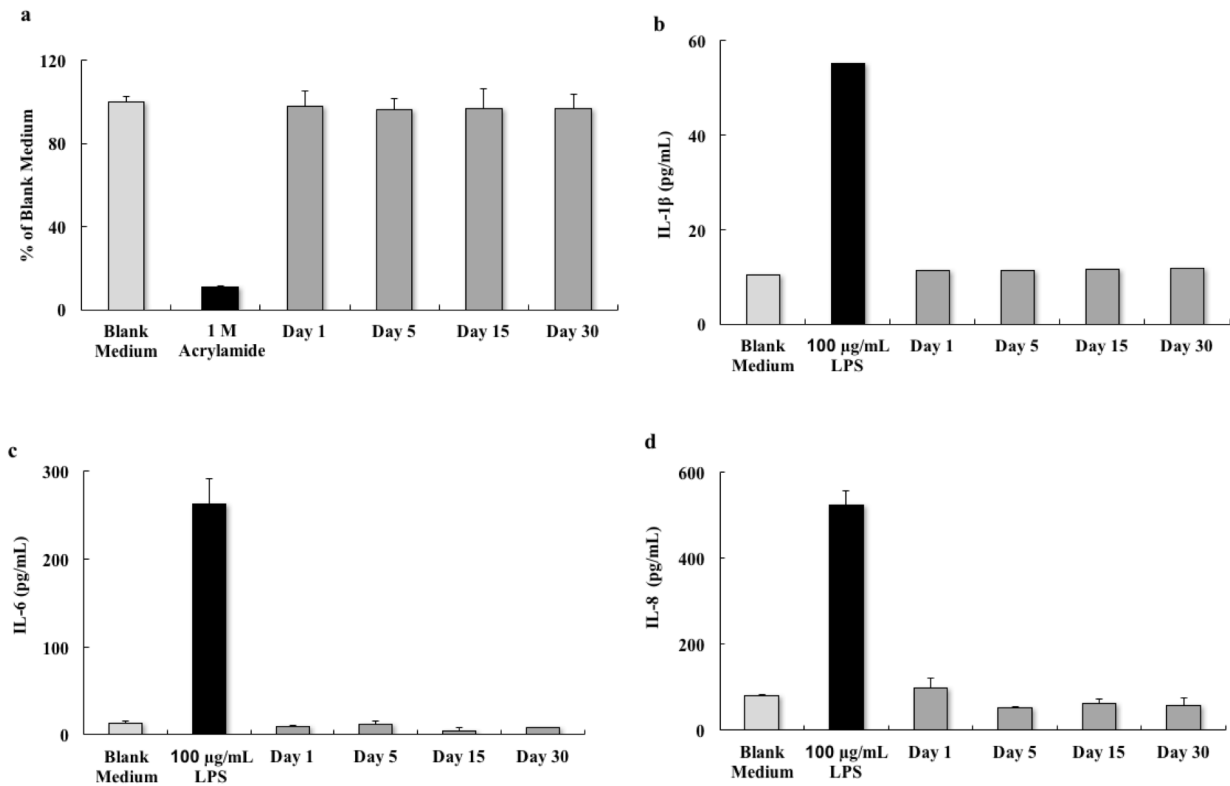 a
% of Blank Medium
120
80
40
0
Blank
Medium
1 M
Acrylamide
Day 1
Day 5
Day 15
Day 30
b
IL-1β (pg/mL)
60
40
20
0
Blank
Medium
100 μg/mL
LPS
Day 1
Day 5
Day 15
Day 30
c
IL-6 (pg/mL)
300
200
100
0
Blank
Medium
100 μg/mL
LPS
Day 1
Day 5
Day 15
Day 30
d
IL-8 (pg/mL)
600
400
200
0
Blank
Medium
100 μg/mL
LPS
Day 1
Day 5
Day 15
Day 30